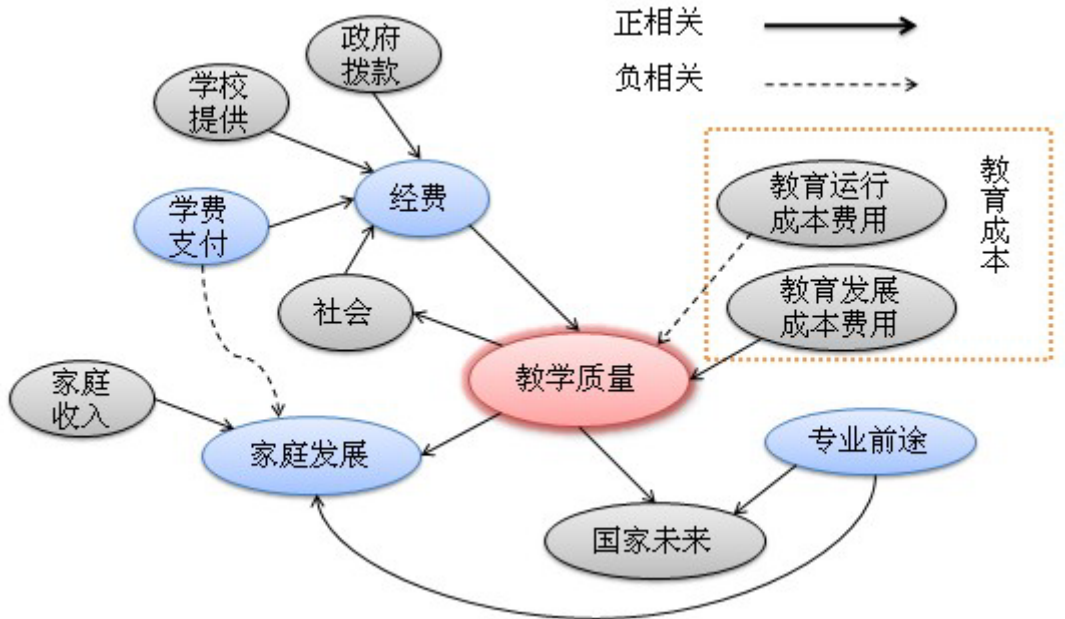 正相关
负相关
政府
拨款
学校
提供
经费
学费
支付
社会
教育运行
成本费用
教育发展
成本费用
教育成本
教学质量
家庭
收入
家庭发展
专业前途
国家未来